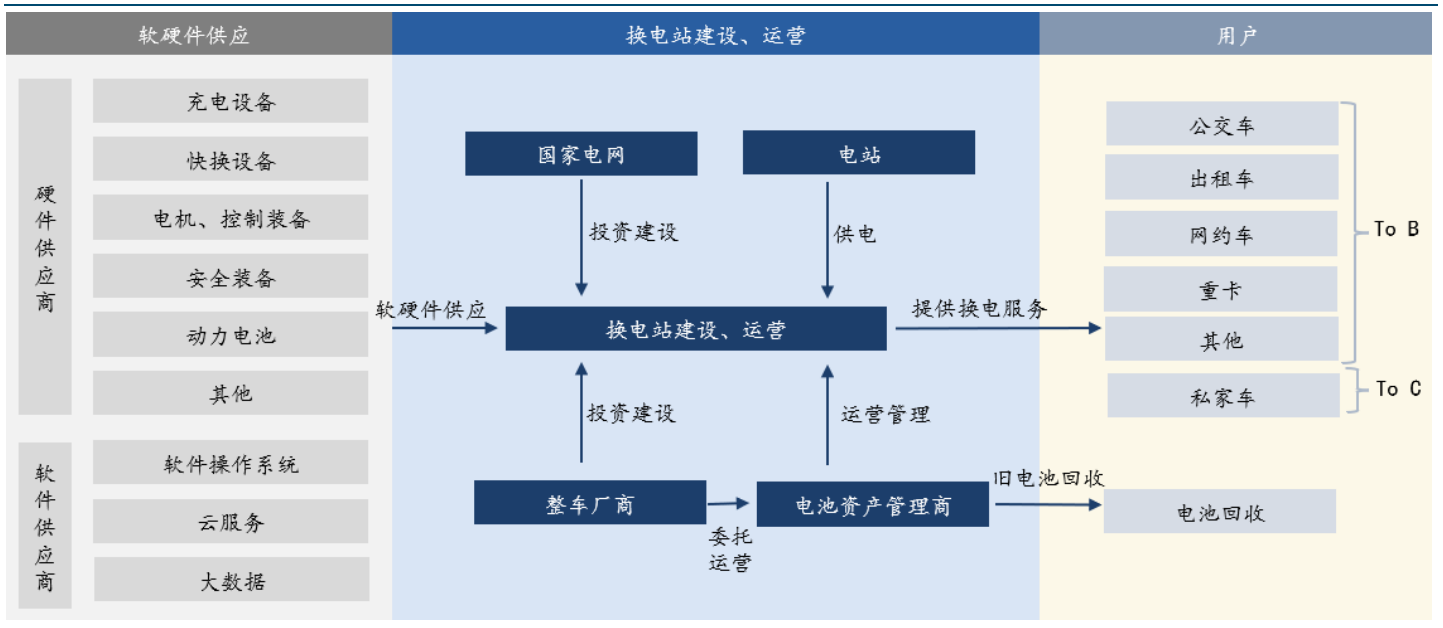 软硬件供应
换电站建设、运营
用户
硬件供应商
充电设备
快换设备
电机、控制装备
安全装备
动力电池
其他
软件供应商
软件操作系统
云服务
大数据
国家电网
电站
投资建设
供电
软硬件供应
换电站建设、运营
提供换电服务
投资建设
运营管理
整车厂商
委托
运营
电池资产管理商
旧电池回收
公交车
出租车
网约车
重卡
其他
To B
私家车
To C
电池回收